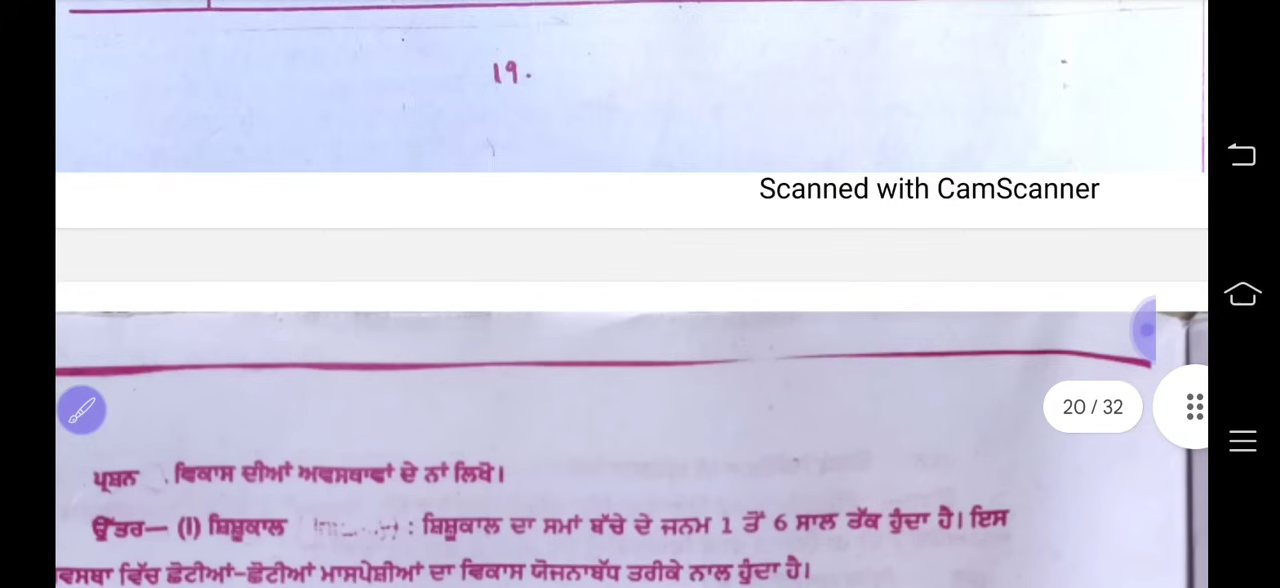 19.
Scanned with CamScanner
20 / 32
ਪ੍ਰਸ਼ਨ ਵਿਕਾਸ ਦੀਆਂ ਅਵਸਥਾਵਾਂ ਦੇ ਨਾਂ ਲਿਖੋ।
ਉੱਤਰ— (I) ਸ਼ਿਸ਼ੂਕਾਲ : ਸ਼ਿਸ਼ੂਕਾਲ ਦਾ ਸਮਾਂ ਬੱਚੇ ਦੇ ਜਨਮ 1 ਤੋਂ 6 ਸਾਲ ਤੱਕ ਹੁੰਦਾ ਹੈ। ਇਸ
ਵਸਥਾ ਵਿੱਚ ਛੋਟੀਆਂ-ਛੋਟੀਆਂ ਮਾਸਪੇਸ਼ੀਆਂ ਦਾ ਵਿਕਾਸ ਯੋਜਨਾਬੱਧ ਤਰੀਕੇ ਨਾਲ ਹੁੰਦਾ ਹੈ।